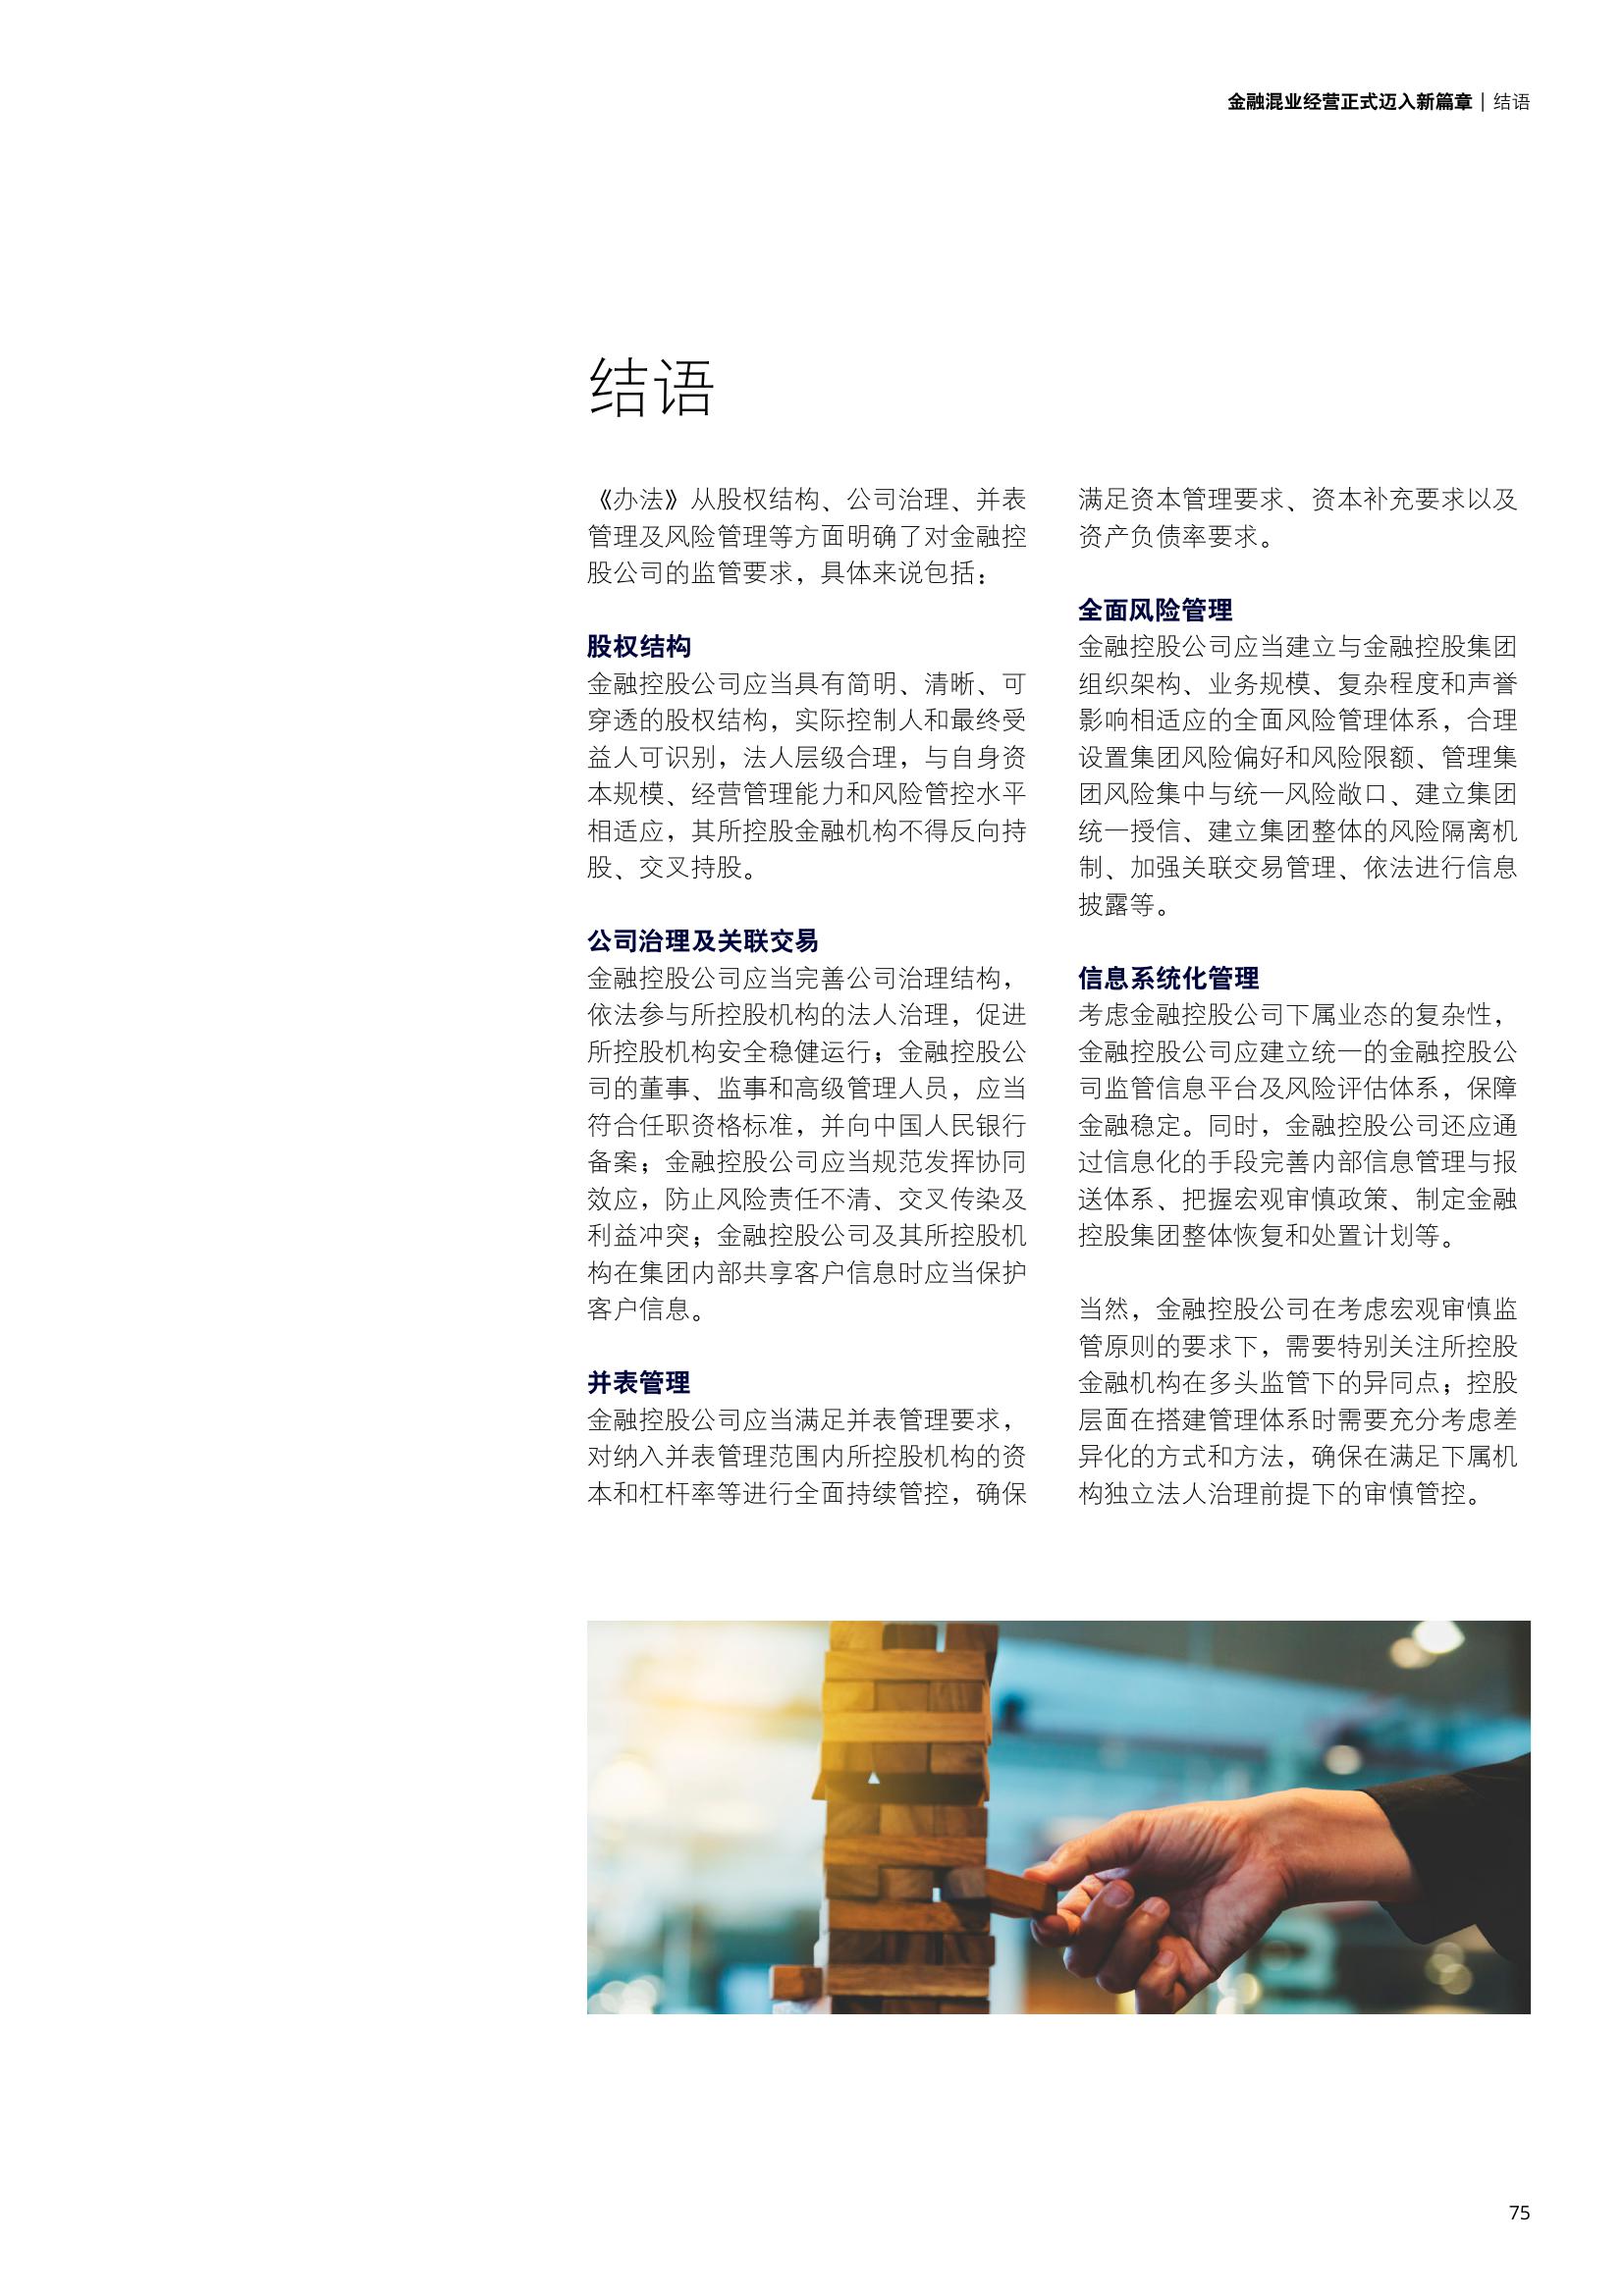 金融混业经营正式迈入新篇章 | 结语
结语
《办法》从股权结构、公司治理、并表
管理及风险管理等方面明确了对金融控
股公司的监管要求，具体来说包括：
股权结构
金融控股公司应当具有简明、清晰、可
穿透的股权结构，实际控制人和最终受
益人可识别，法人层级合理，与自身资
本规模、经营管理能力和风险管控水平
相适应，其所控股金融机构不得反向持
股、交叉持股。
公司治理及关联交易
金融控股公司应当完善公司治理结构，
依法参与所控股机构的法人治理，促进
所控股机构安全稳健运行；金融控股公
司的董事、监事和高级管理人员，应当
符合任职资格标准，并向中国人民银行
备案；金融控股公司应当规范发挥协同
效应，防止风险责任不清、交叉传染及
利益冲突；金融控股公司及其所控股机
构在集团内部共享客户信息时应当保护
客户信息。
并表管理
金融控股公司应当满足并表管理要求，
对纳入并表管理范围内所控股机构的资
本和杠杆率等进行全面持续管控，确保
满足资本管理要求、资本补充要求以及
资产负债率要求。
全面风险管理
金融控股公司应当建立与金融控股集团
组织架构、业务规模、复杂程度和声誉
影响相适应的全面风险管理体系，合理
设置集团风险偏好和风险限额、管理集
团风险集中与统一风险敞口、建立集团
统一授信、建立集团整体的风险隔离机
制、加强关联交易管理、依法进行信息
披露等。
信息系统化管理
考虑金融控股公司下属业态的复杂性，
金融控股公司应建立统一的金融控股公
司监管信息平台及风险评估体系，保障
金融稳定。同时，金融控股公司还应通
过信息化的手段完善内部信息管理与报
送体系、把握宏观审慎政策、制定金融
控股集团整体恢复和处置计划等。
当然，金融控股公司在考虑宏观审慎监
管原则的要求下，需要特别关注所控股
金融机构在多头监管下的异同点；控股
层面在搭建管理体系时需要充分考虑差
异化的方式和方法，确保在满足下属机
构独立法人治理前提下的审慎管控。
75